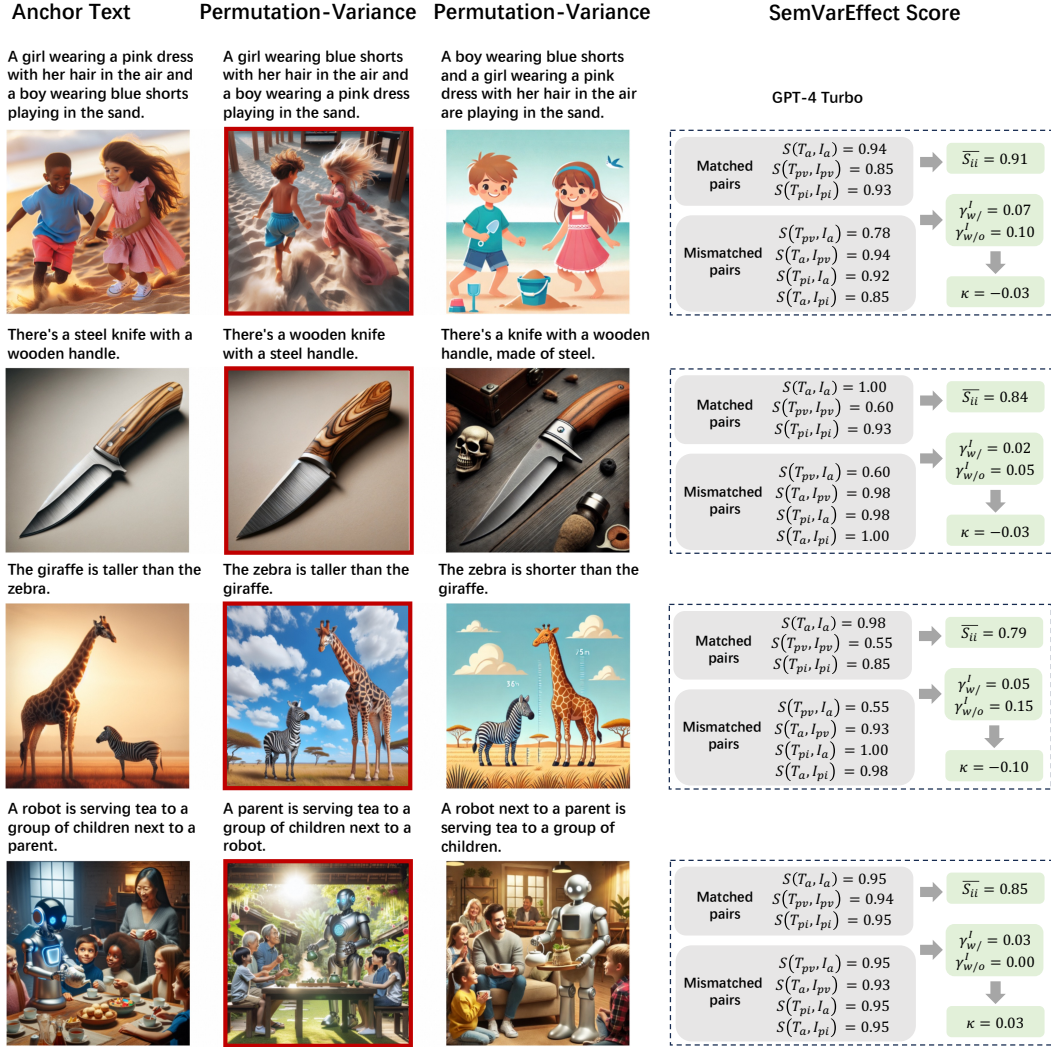 Anchor Text
Permutation-Variance
Permutation-Variance
SemVarEffect Score
A girl wearing a pink dress
with her hair in the air and
a boy wearing blue shorts
playing in the sand.
A girl wearing blue shorts
with her hair in the air and
a boy wearing a pink dress
playing in the sand.
A boy wearing blue shorts
and a girl wearing a pink
dress with her hair in the air
are playing in the sand.
GPT-4 Turbo
Matched
pairs
S(T_a, I_a) = 0.94
S(T_pv, I_pv) = 0.85
S(T_pi, I_pi) = 0.93
Mismatched
pairs
S(T_pv, I_a) = 0.78
S(T_a, I_pv) = 0.94
S(T_pi, I_a) = 0.92
S(T_a, I_pi) = 0.85
\overline{S_ii} = 0.91
γ^I_w/ = 0.07
γ^I_w/o = 0.10
κ = −0.03
There's a steel knife with a
wooden handle.
There's a wooden knife
with a steel handle.
There's a knife with a wooden
handle, made of steel.
Matched
pairs
S(T_a, I_a) = 1.00
S(T_pv, I_pv) = 0.60
S(T_pi, I_pi) = 0.93
Mismatched
pairs
S(T_pv, I_a) = 0.60
S(T_a, I_pv) = 0.98
S(T_pi, I_a) = 0.98
S(T_a, I_pi) = 1.00
\overline{S_ii} = 0.84
γ^I_w/ = 0.02
γ^I_w/o = 0.05
κ = −0.03
The giraffe is taller than the
zebra.
The zebra is taller than the
giraffe.
The zebra is shorter than the
giraffe.
Matched
pairs
S(T_a, I_a) = 0.98
S(T_pv, I_pv) = 0.55
S(T_pi, I_pi) = 0.85
Mismatched
pairs
S(T_pv, I_a) = 0.55
S(T_a, I_pv) = 0.93
S(T_pi, I_a) = 1.00
S(T_a, I_pi) = 0.98
\overline{S_ii} = 0.79
γ^I_w/ = 0.05
γ^I_w/o = 0.15
κ = −0.10
A robot is serving tea to a
group of children next to a
parent.
A parent is serving tea to a
group of children next to a
robot.
A robot next to a parent is
serving tea to a group of
children.
Matched
pairs
S(T_a, I_a) = 0.95
S(T_pv, I_pv) = 0.94
S(T_pi, I_pi) = 0.95
Mismatched
pairs
S(T_pv, I_a) = 0.95
S(T_a, I_pv) = 0.93
S(T_pi, I_a) = 0.95
S(T_a, I_pi) = 0.95
\overline{S_ii} = 0.85
γ^I_w/ = 0.03
γ^I_w/o = 0.00
κ = 0.03